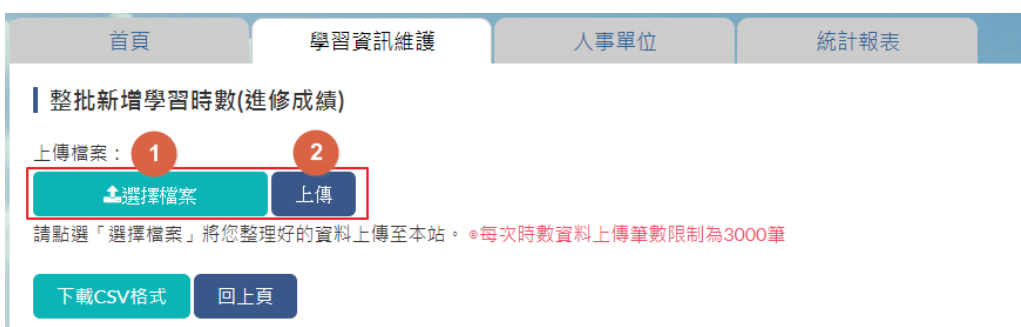 首頁 學習資訊維護 人事單位 統計報表
整批新增學習時數(進修成績)
上傳檔案： 1 2
選擇檔案 上傳
請點選「選擇檔案」將您整理好的資料上傳至本站。 ⊙每次時數資料上傳筆數限制為3000筆
下載CSV格式 回上頁